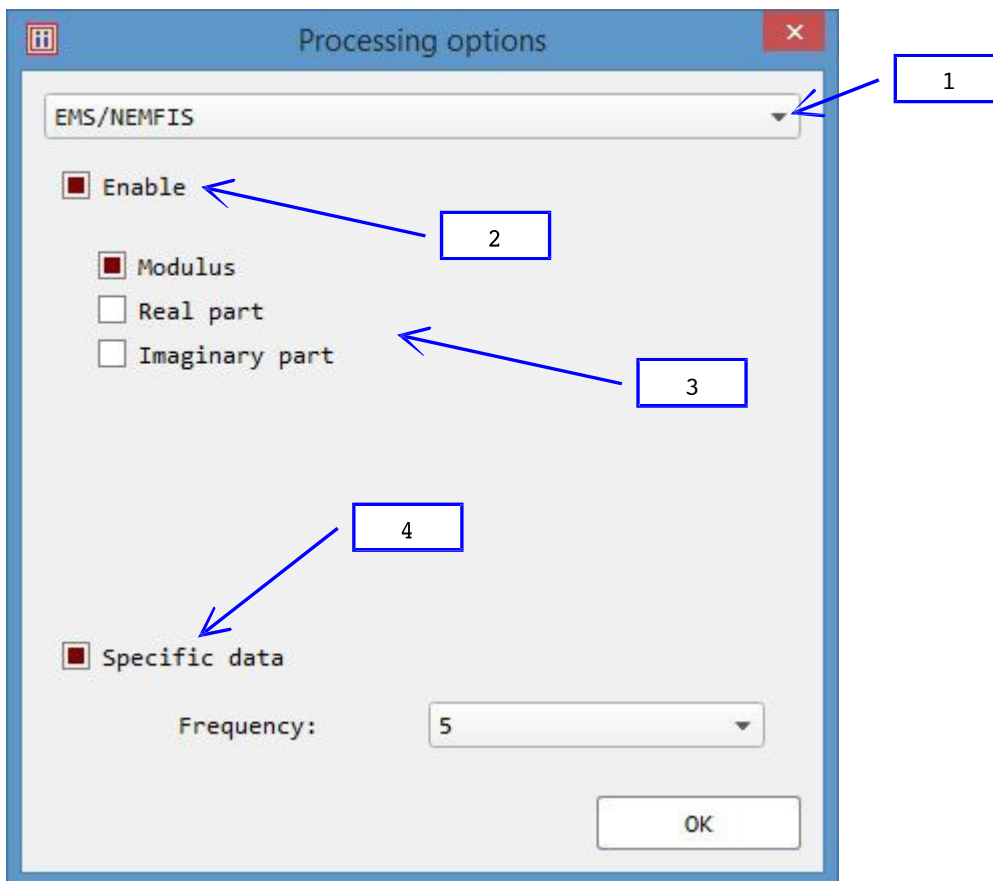 Processing options
1
EMS/NEMFIS
Enable
2
Modulus
Real part
Imaginary part
3
4
Specific data
Frequency: 5
OK